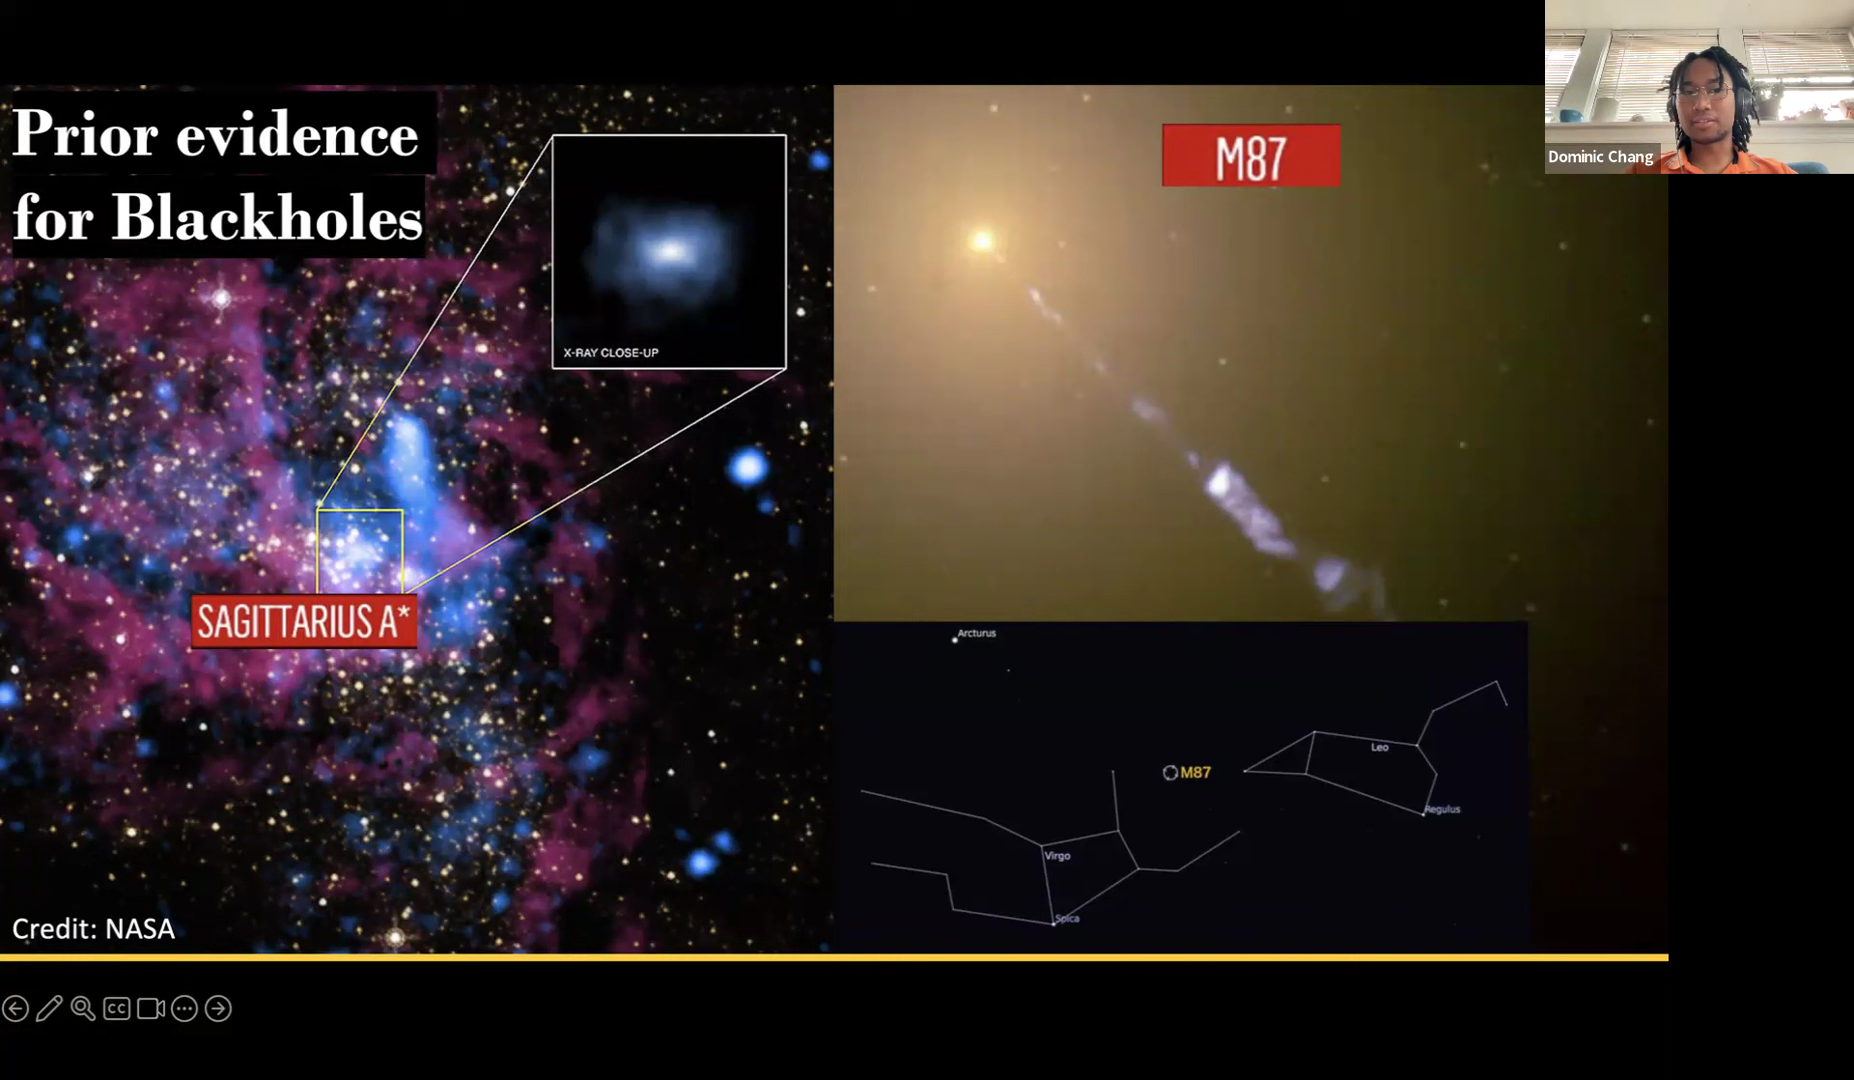 Prior evidence
for Blackholes
X-RAY CLOSE-UP
SAGITTARIUS A*
Credit: NASA
M87
Arcturus
M87
Leo
Regulus
Virgo
Spica
Dominic Chang
CC